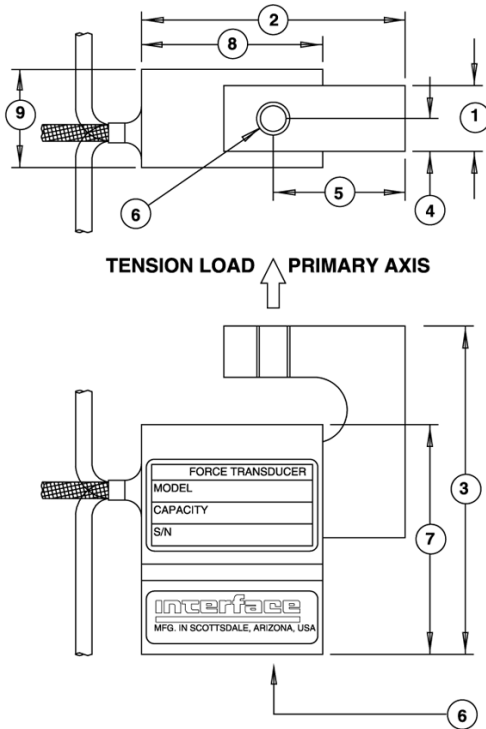 2
8
9
1
6
5
4
TENSION LOAD PRIMARY AXIS
FORCE TRANSDUCER
MODEL
CAPACITY
S/N
3
7
interface
MFG. IN SCOTTSDALE, ARIZONA, USA
6